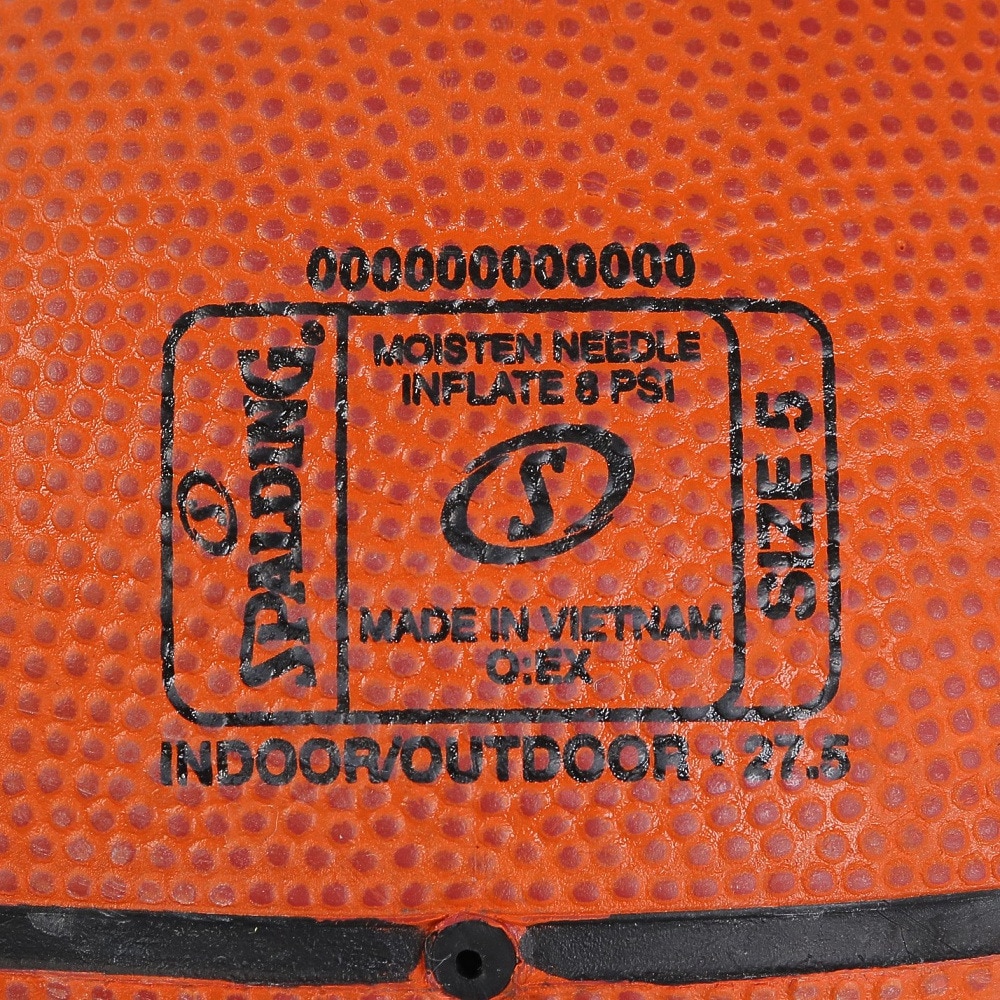 000000000000
SPALDING.
MOISTEN NEEDLE
INFLATE 8 PSI
S
S
MADE IN VIETNAM
O:EX
SIZE 5
INDOOR/OUTDOOR · 27.5